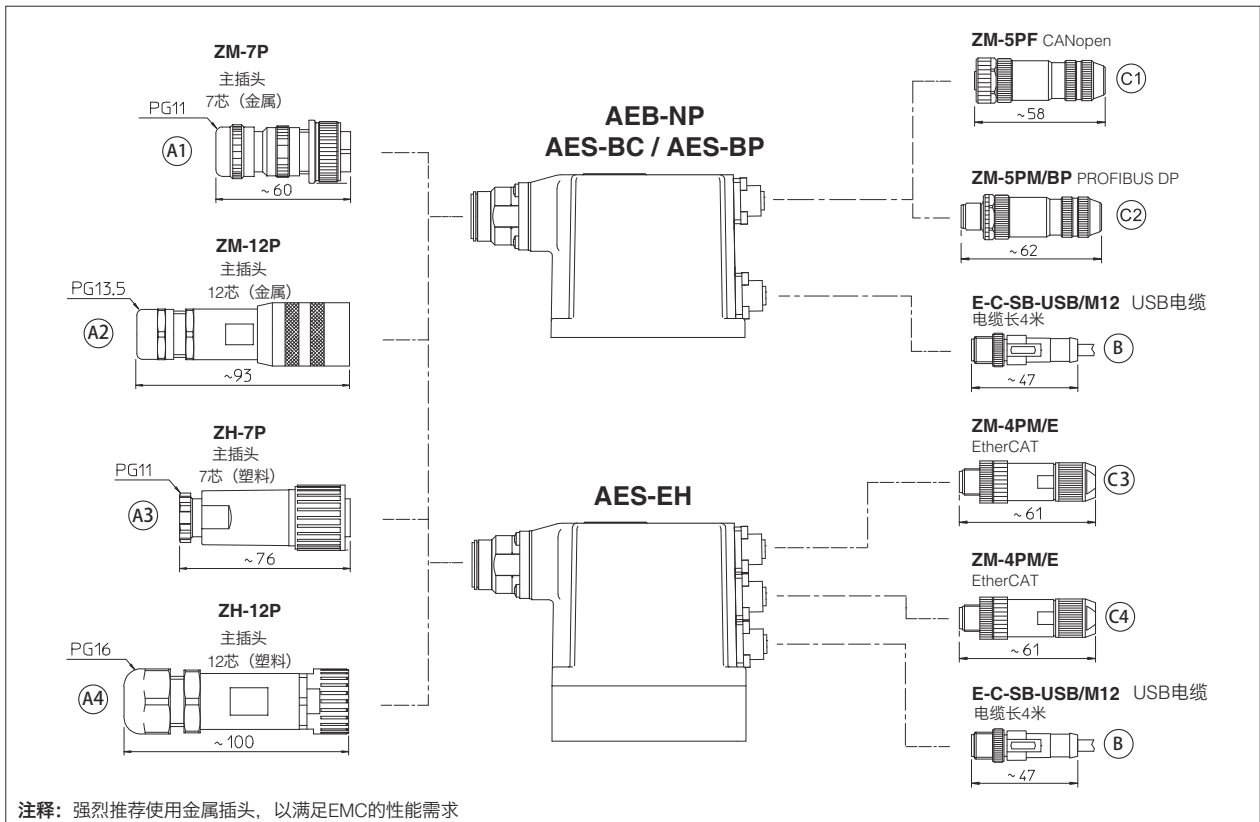 ZM-7P
主插头
7芯（金属）
PG11
A1
~60
ZM-12P
主插头
12芯（金属）
PG13.5
A2
~93
ZH-7P
主插头
7芯（塑料）
PG11
A3
~76
ZH-12P
主插头
12芯（塑料）
PG16
A4
~100
AEB-NP
AES-BC / AES-BP
AES-EH
ZM-5PF CANopen
C1
~58
ZM-5PM/BP PROFIBUS DP
C2
~62
E-C-SB-USB/M12 USB电缆
电缆长4米
B
~47
ZM-4PM/E
EtherCAT
C3
~61
ZM-4PM/E
EtherCAT
C4
~61
E-C-SB-USB/M12 USB电缆
电缆长4米
B
~47
注释：强烈推荐使用金属插头，以满足EMC的性能需求